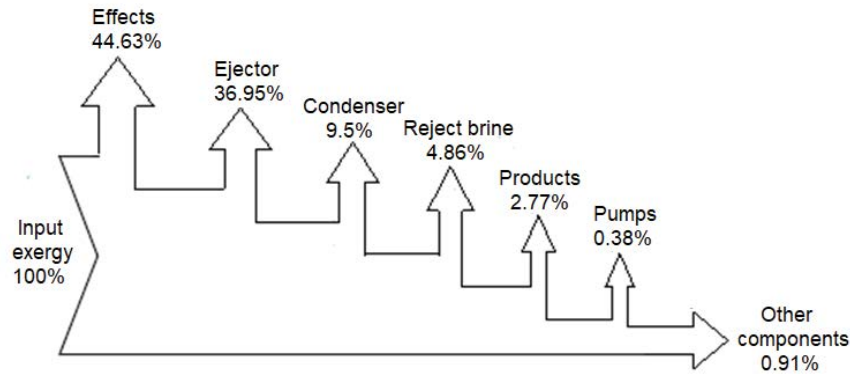 Effects
44.63%
Ejector
36.95%
Condenser
9.5%
Reject brine
4.86%
Products
2.77%
Pumps
0.38%
Input
exergy
100%
Other
components
0.91%